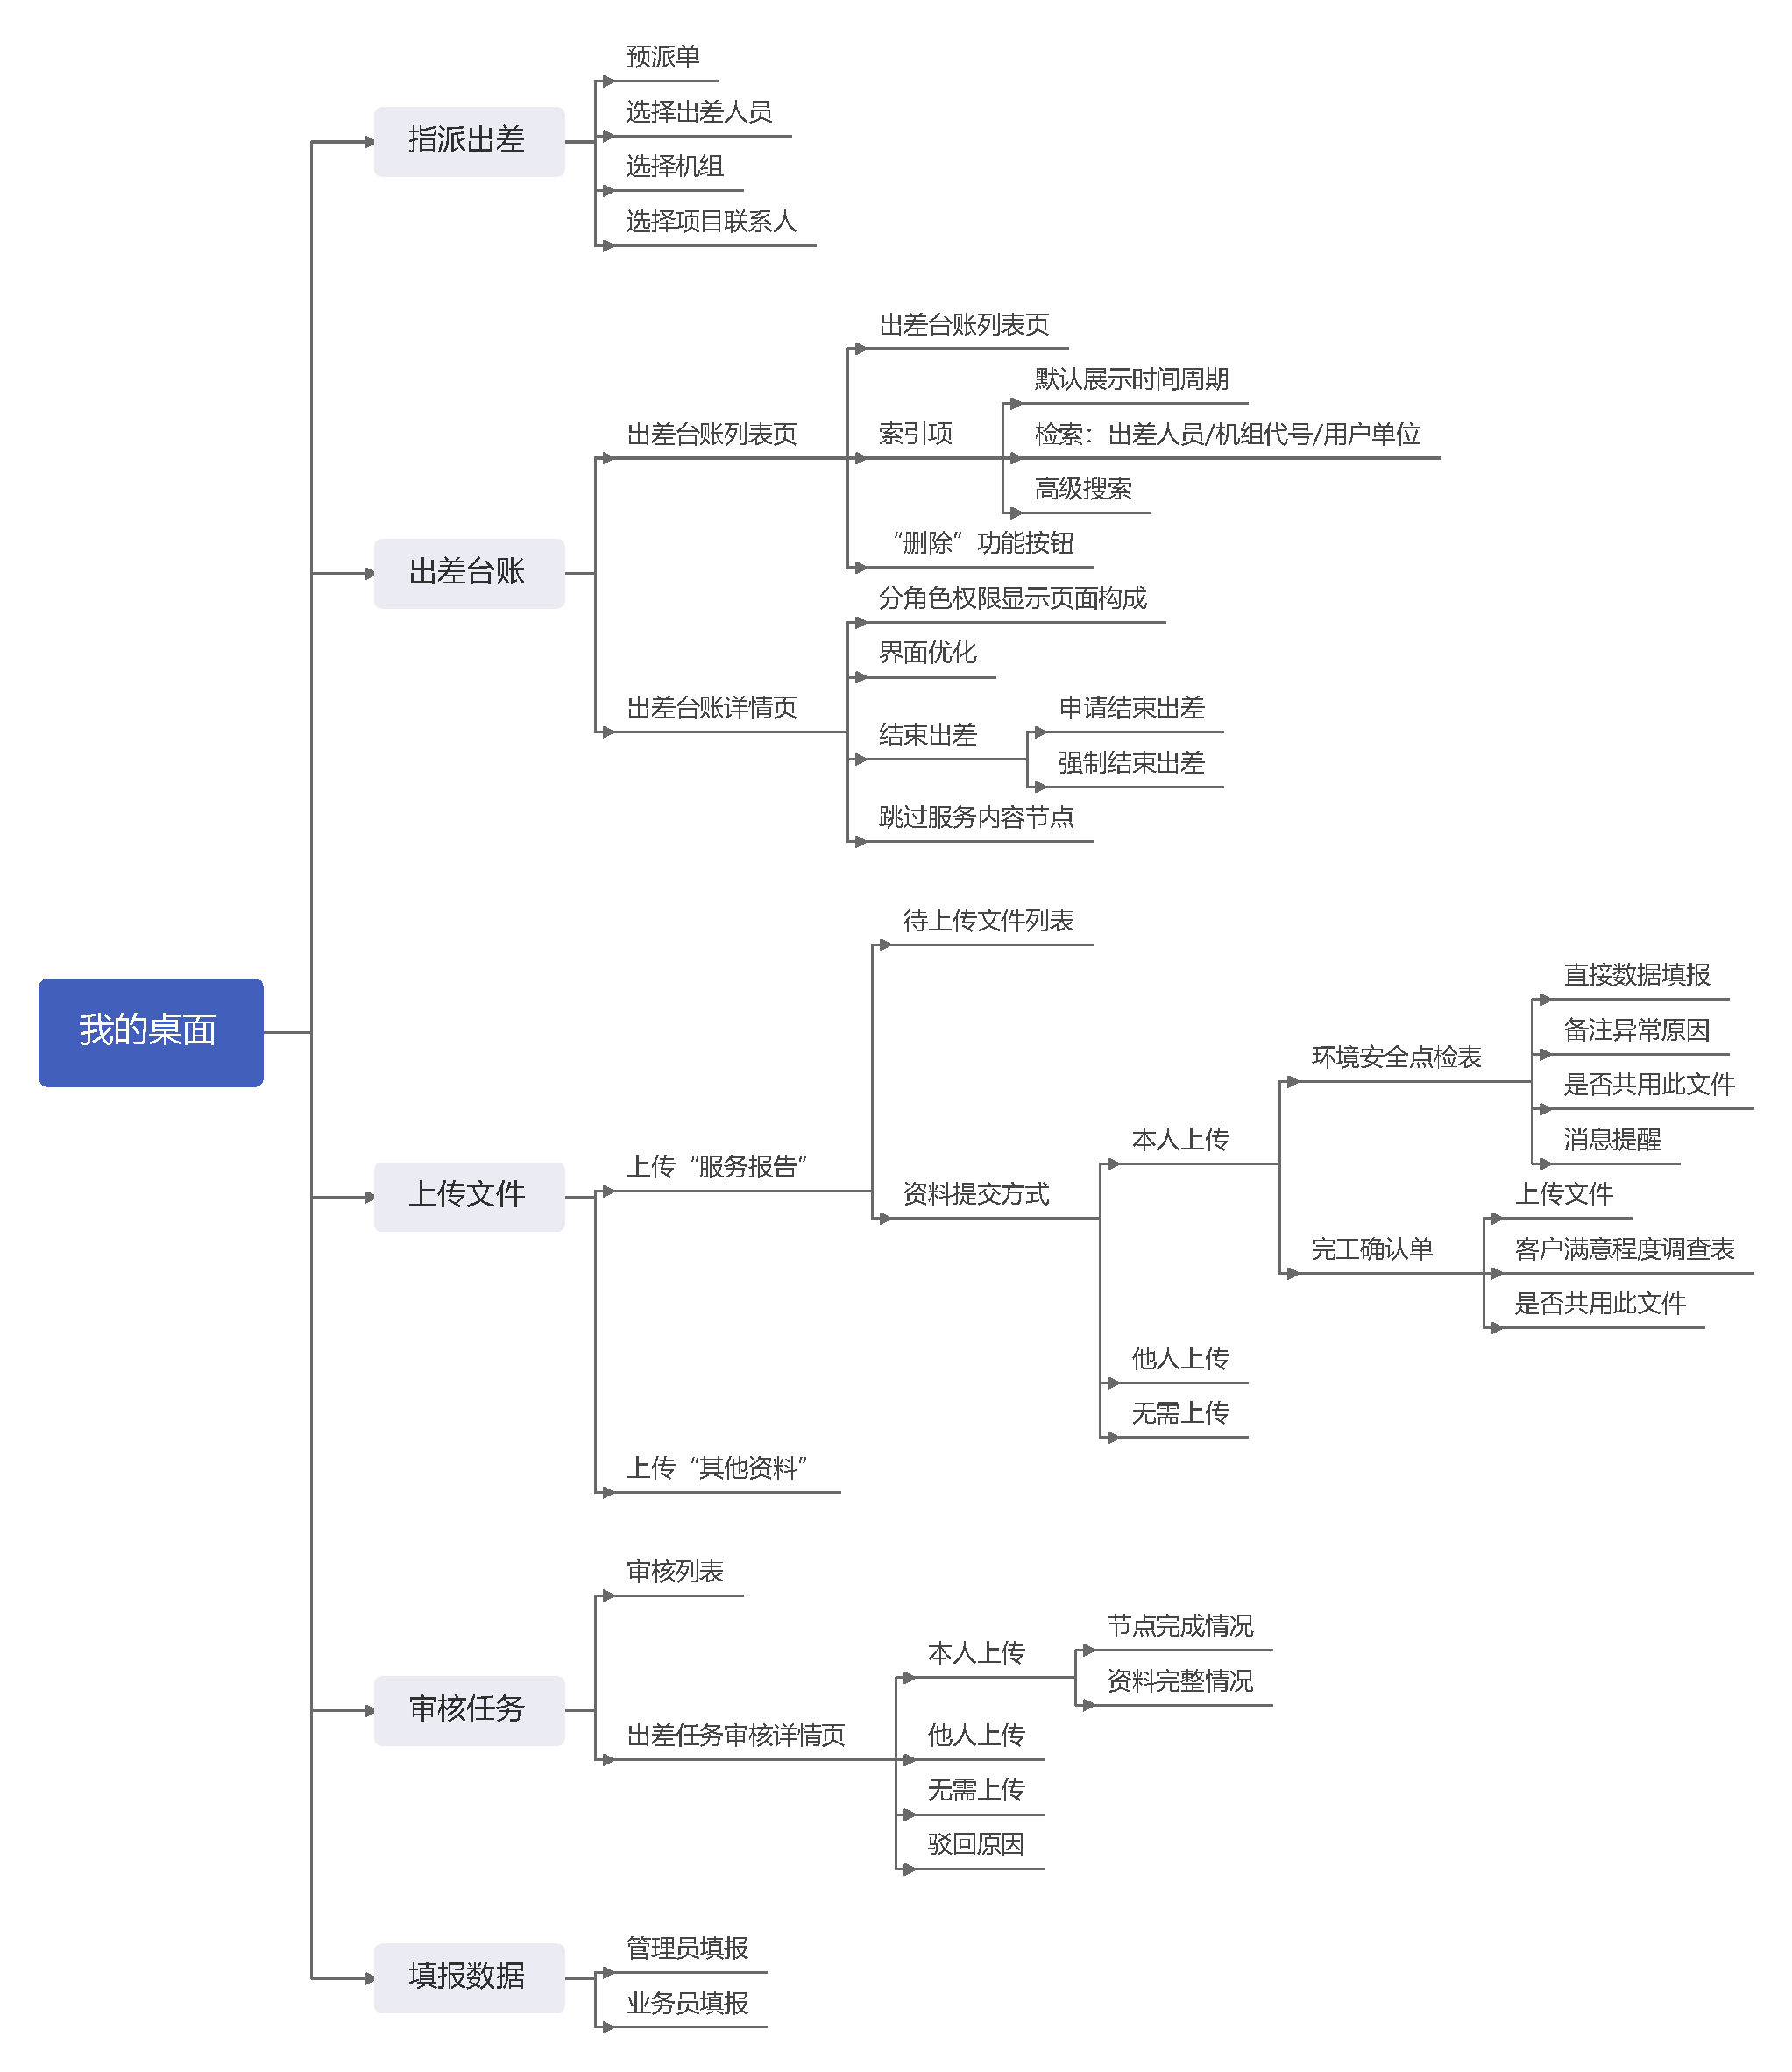 我的桌面
指派出差
预派单
选择出差人员
选择机组
选择项目联系人
出差台账
出差台账列表页
出差台账列表页
索引项
默认展示时间周期
检索：出差人员/机组代号/用户单位
高级搜索
“删除”功能按钮
出差台账详情页
分角色权限显示页面构成
界面优化
结束出差
申请结束出差
强制结束出差
跳过服务内容节点
上传文件
上传“服务报告”
待上传文件列表
资料提交方式
本人上传
环境安全点检表
直接数据填报
备注异常原因
是否共用此文件
消息提醒
完工确认单
上传文件
客户满意程度调查表
是否共用此文件
他人上传
无需上传
上传“其他资料”
审核任务
审核列表
出差任务审核详情页
本人上传
节点完成情况
资料完整情况
他人上传
无需上传
驳回原因
填报数据
管理员填报
业务员填报